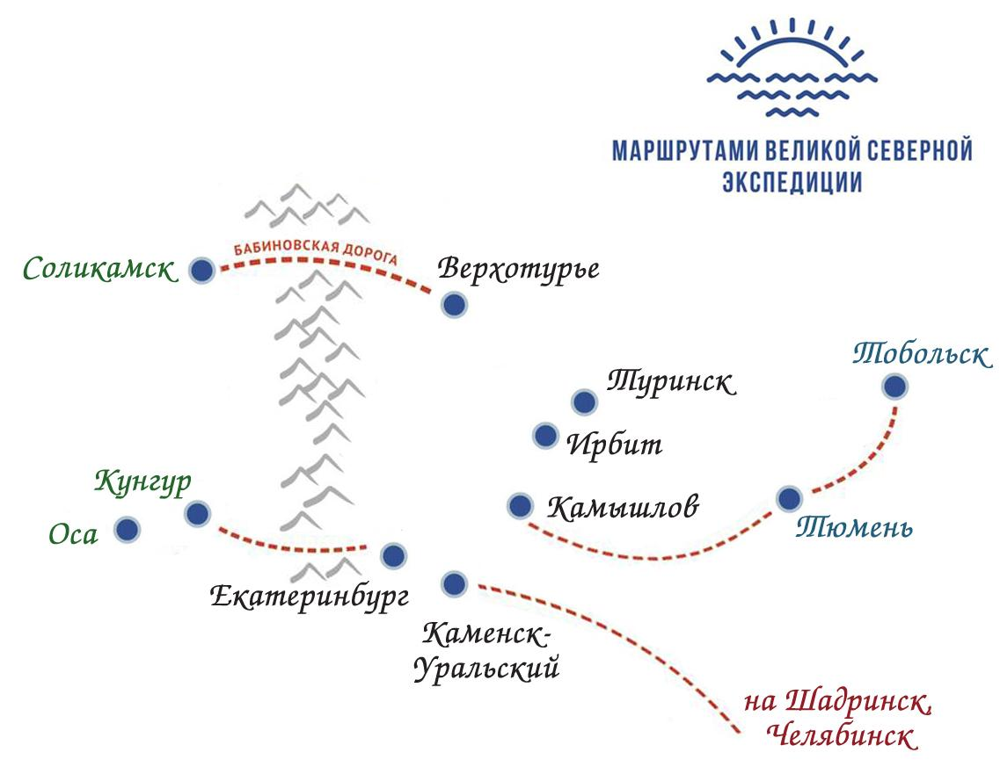 МАРШРУТАМИ ВЕЛИКОЙ СЕВЕРНОЙ
ЭКСПЕДИЦИИ
БАБИНОВСКАЯ ДОРОГА
Соликамск
Верхотурье
Тобольск
Туринск
Ирбит
Кунгур
Камышлов
Оса
Тюмень
Екатеринбург
Каменск-
Уральский
на Шадринск,
Челябинск